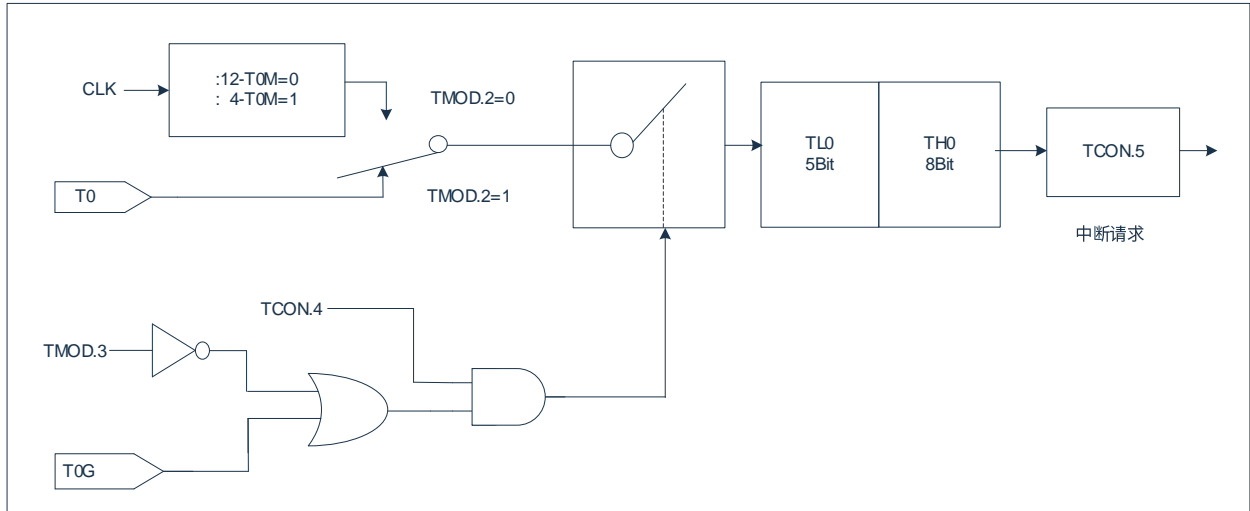 :12-T0M=0
: 4-T0M=1
CLK
TMOD.2=0
TMOD.2=1
T0
TL0
5Bit
TH0
8Bit
TCON.5
中断请求
TCON.4
TMOD.3
T0G